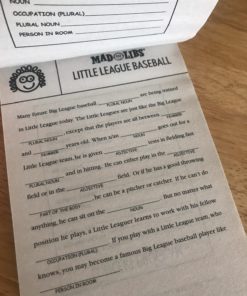 NOUN
OCCUPATION (PLURAL)
PLURAL NOUN
PERSON IN ROOM
MAD LIBS
LITTLE LEAGUE BASEBALL
Many future Big League baseball are being trained
PLURAL NOUN
in Little League today. The Little Leagues are just like the Big League
, except that the players are all between
PLURAL NOUN NUMBER
and years old. When a/an goes out for a
NUMBER NOUN
Little League team, he is given tests in fielding fast
ADJECTIVE
and in hitting. He can either play in the
PLURAL NOUN ADJECTIVE
field or in the field. Or if he has a good throwing
ADJECTIVE
, he can be a pitcher or catcher. If he can't do
PART OF THE BODY
anything, he can sit on the . But no matter what
NOUN
position he plays, a Little Leaguer learns to work with his fellow
. If you play with a Little League team, who
OCCUPATION (PLURAL)
knows, you may become a famous Big League baseball player like
.
PERSON IN ROOM